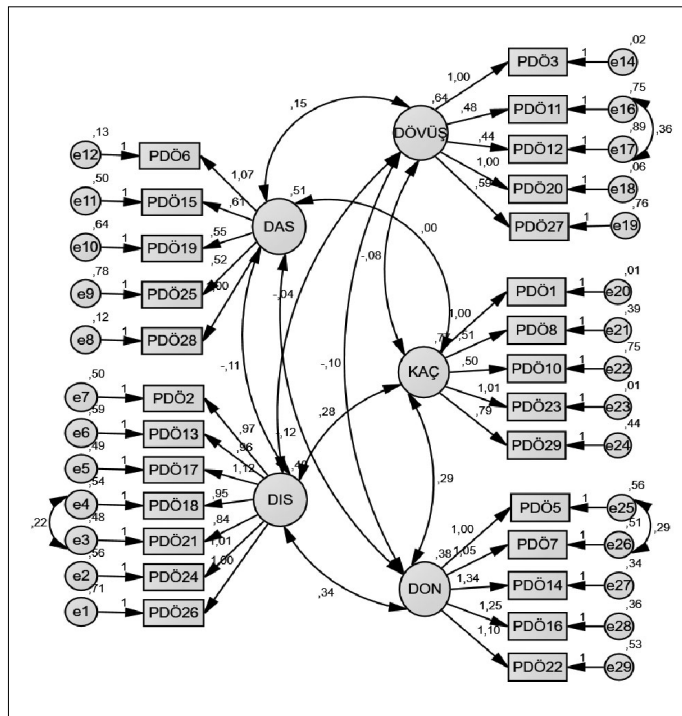 ,02
1,00
PDÖ3
1
e14
,15
,64
,75
DÖVÜŞ
,48
PDÖ11
1
e16
,13
,89
,36
e12
1
PDÖ6
,44
PDÖ12
1
e17
1,07
,51
1,00
,06
PDÖ20
1
e18
,50
e11
1
PDÖ15
,61
,59
,76
DAS
,00
PDÖ27
1
e19
,64
e10
1
PDÖ19
,55
-,08
,78
,52
e9
1
PDÖ25
,01
-,04
1,00
PDÖ1
1
e20
,12
,39
e8
1
PDÖ28
,51
PDÖ8
1
e21
-,11
,75
-,10
KAÇ
,50
PDÖ10
1
e22
,50
e7
1
PDÖ2
,28
1,01
,01
PDÖ23
1
e23
,59
,97
,79
,44
e6
1
PDÖ13
,96
,12
PDÖ29
1
e24
,49
e5
1
PDÖ17
1,12
,29
,54
DIS
,56
e4
1
PDÖ18
,95
1,00
PDÖ5
1
e25
,22
,48
,84
,51
e3
1
PDÖ21
,38
1,05
PDÖ7
1
e26
,29
,56
1,01
,34
e2
1
PDÖ24
1,00
,34
DON
1,34
PDÖ14
1
e27
,71
1,25
,36
e1
1
PDÖ26
PDÖ16
1
e28
1,10
,53
PDÖ22
1
e29